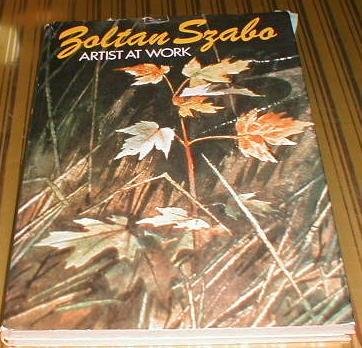 Zoltan Szabo
ARTIST AT WORK